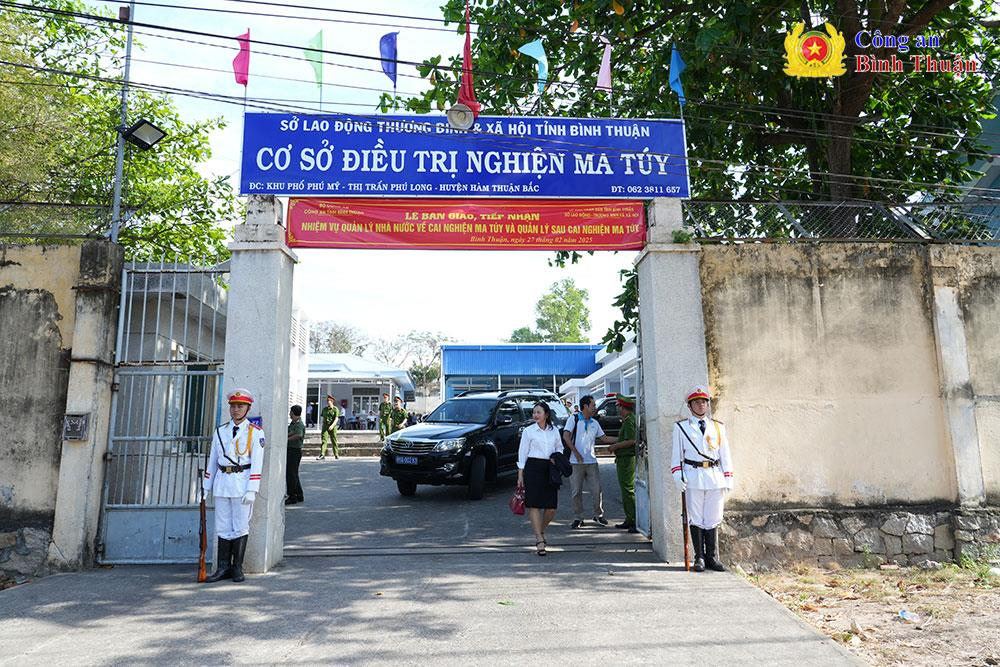 Công an
Bình Thuận
SỞ LAO ĐỘNG THƯƠNG BINH & XÃ HỘI TỈNH BÌNH THUẬN
CƠ SỞ ĐIỀU TRỊ NGHIỆN MA TÚY
ĐC: KHU PHỐ PHÚ MỸ - THỊ TRẤN PHÚ LONG - HUYỆN HÀM THUẬN BẮC ĐT: 062 3811 657
BỘ CÔNG AN
CÔNG AN TỈNH BÌNH THUẬN
LỄ BÀN GIAO, TIẾP NHẬN
SỞ LAO ĐỘNG - THƯƠNG BINH VÀ XÃ HỘI
NHIỆM VỤ QUẢN LÝ NHÀ NƯỚC VỀ CAI NGHIỆN MA TÚY VÀ QUẢN LÝ SAU CAI NGHIỆN MA TÚY
Bình Thuận, ngày 27 tháng 02 năm 2025